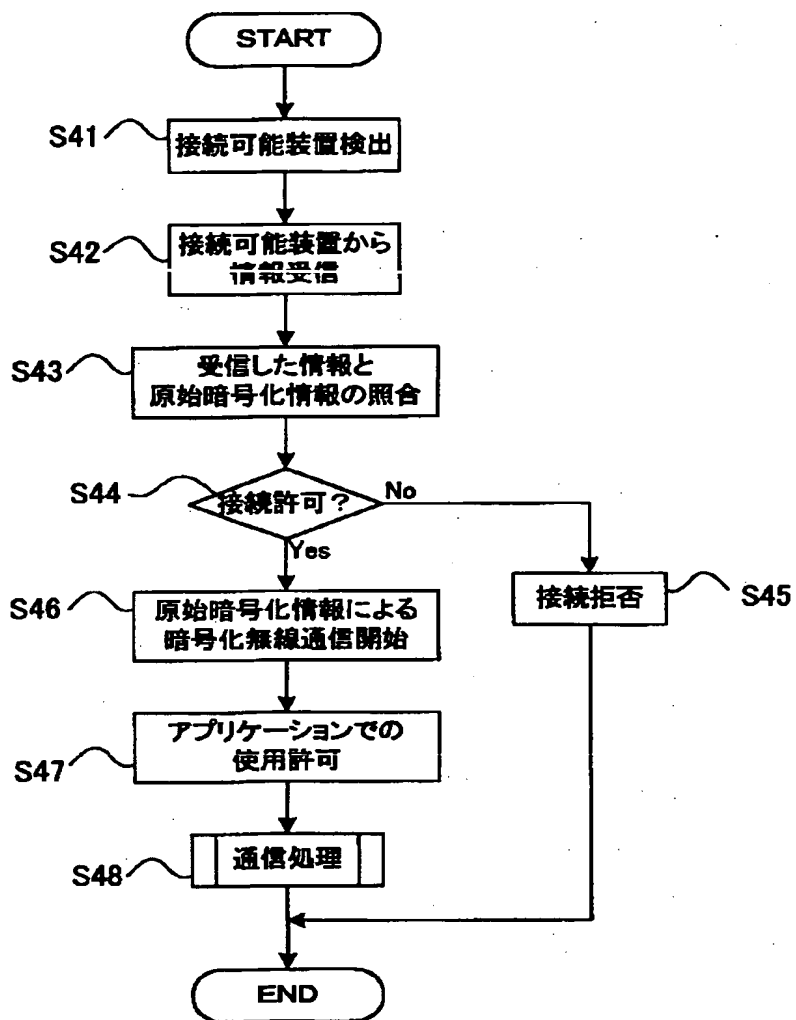 START
S41
接続可能装置検出
S42
接続可能装置から
情報受信
S43
受信した情報と
原始暗号化情報の照合
S44
接続許可?
No
Yes
S46
原始暗号化情報による
暗号化無線通信開始
接続拒否
S45
S47
アプリケーションでの
使用許可
S48
通信処理
END